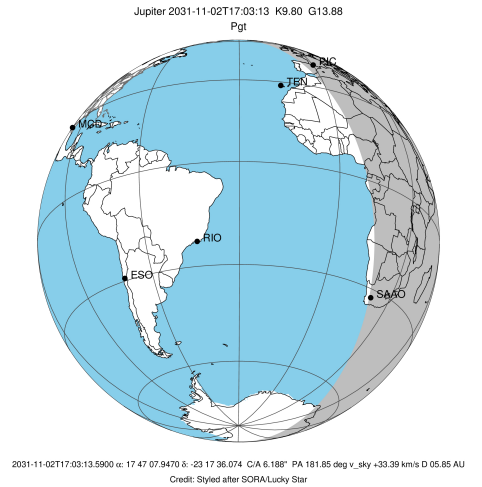 Jupiter 2031-11-02T17:03:13 K9.80 G13.88
Pgt
PIC
TEN
MCD
RIO
ESO
SAAO
2031-11-02T17:03:13.5900 α: 17 47 07.9470 δ: -23 17 36.074 C/A 6.188" PA 181.85 deg v_sky +33.39 km/s D 05.85 AU
Credit: Styled after SORA/Lucky Star